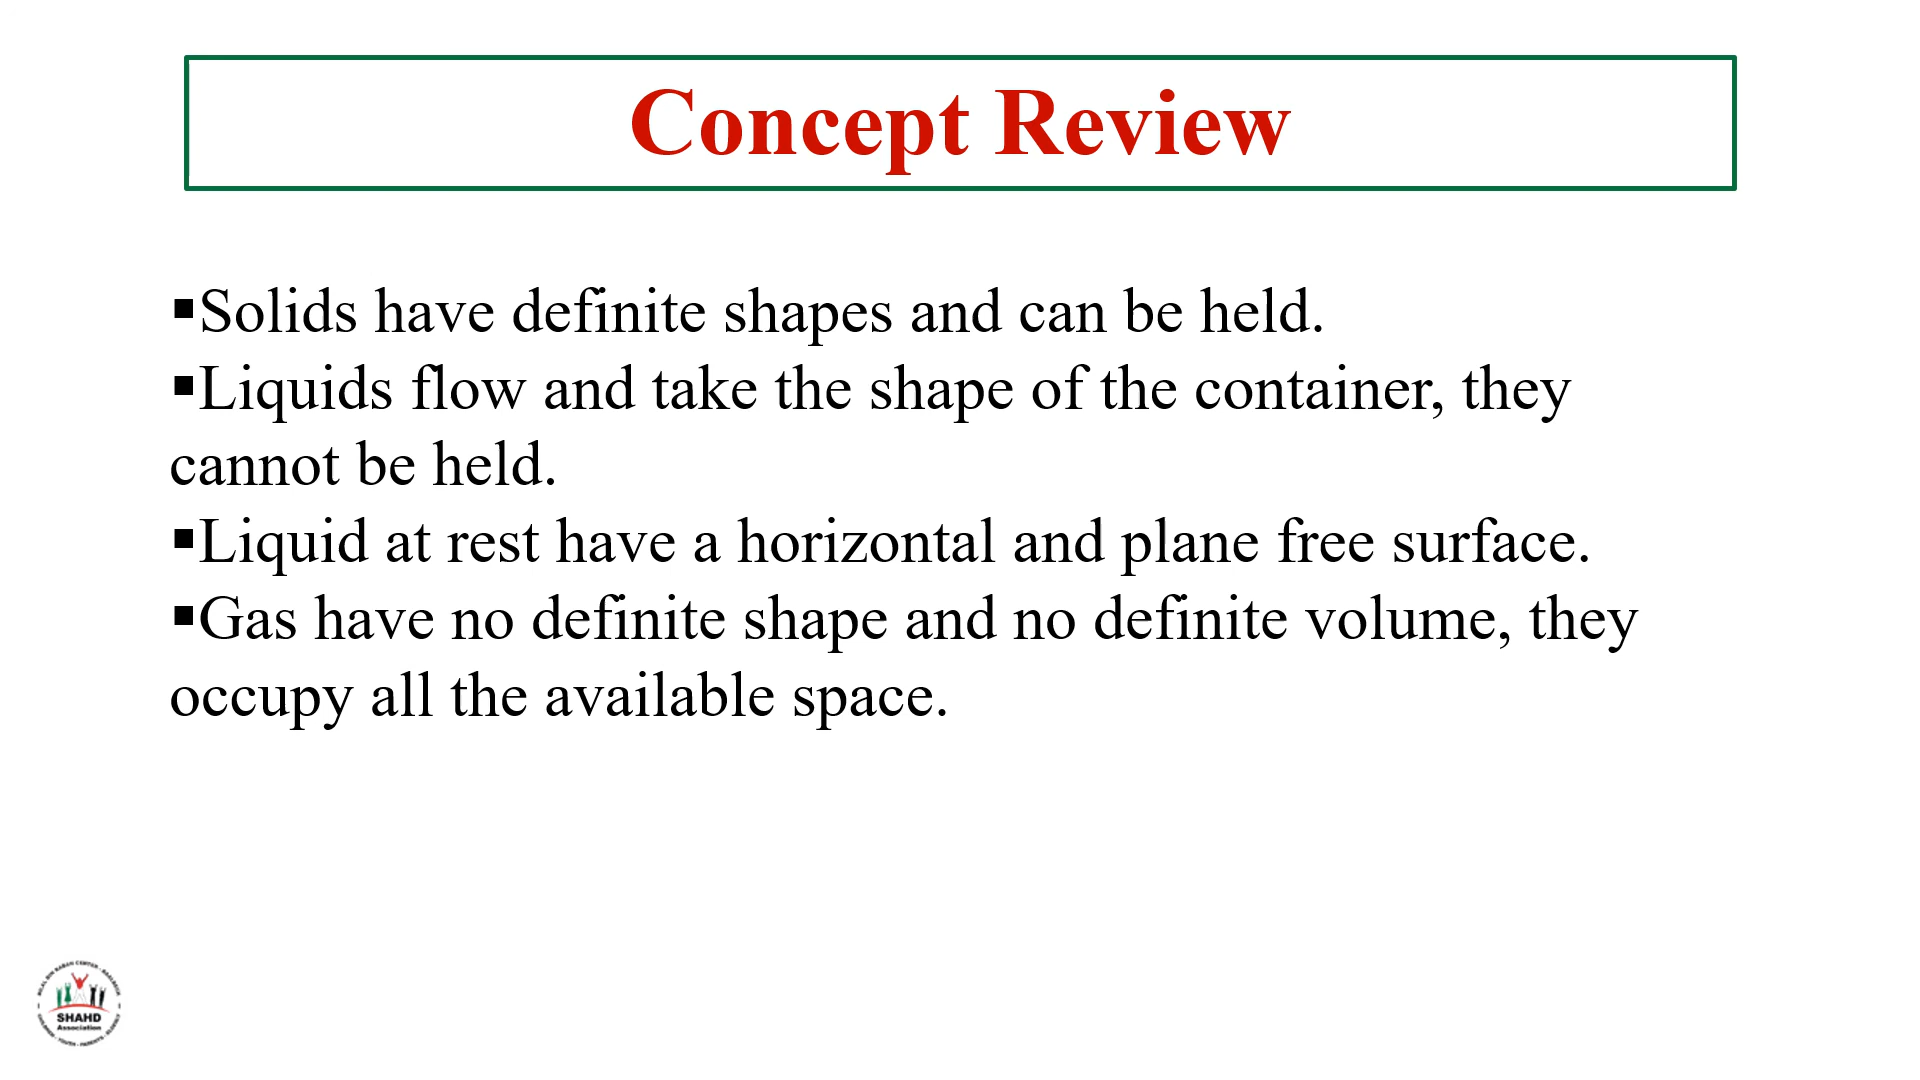 Concept Review
▪Solids have definite shapes and can be held.
▪Liquids flow and take the shape of the container, they
cannot be held.
▪Liquid at rest have a horizontal and plane free surface.
▪Gas have no definite shape and no definite volume, they
occupy all the available space.
SHAHD
Association